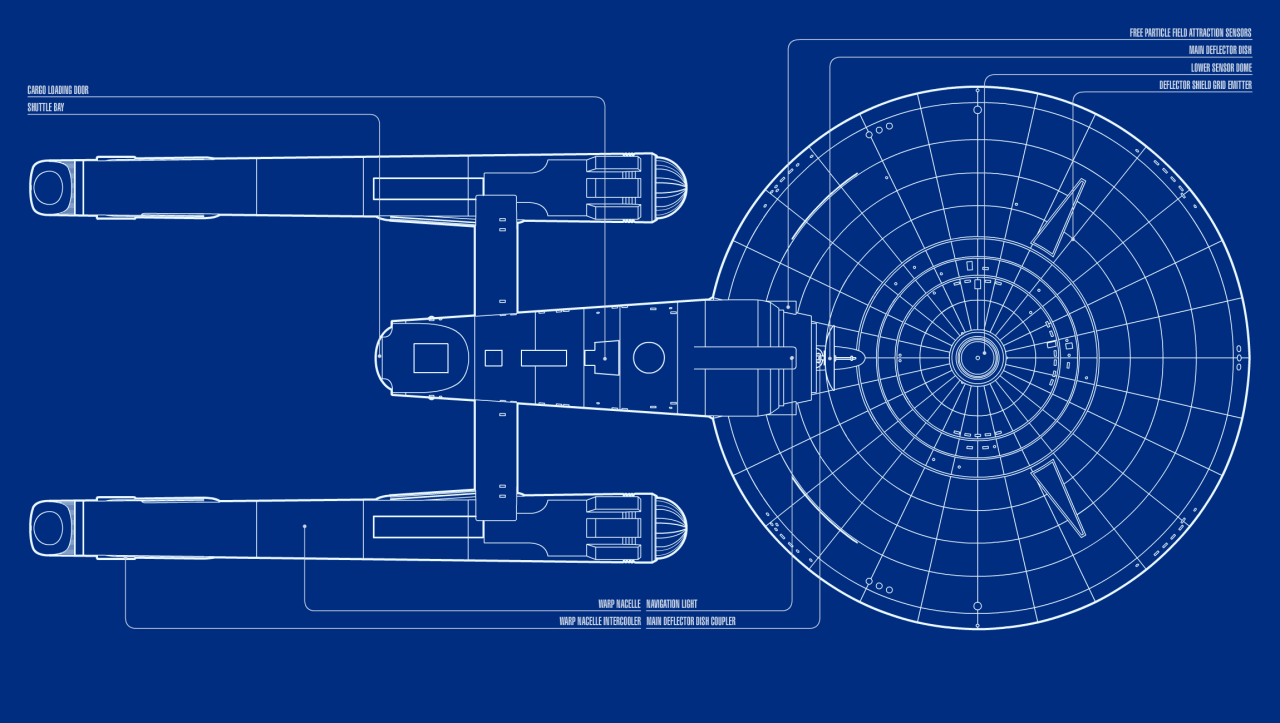 FREE PARTICLE FIELD ATTRACTION SENSORS
MAIN DEFLECTOR DISH
LOWER SENSOR DOME
DEFLECTOR SHIELD GRID EMITTER
CARGO LOADING DOOR
SHUTTLE BAY
WARP NACELLE
NAVIGATION LIGHT
WARP NACELLE INTERCOOLER
MAIN DEFLECTOR DISH COUPLER